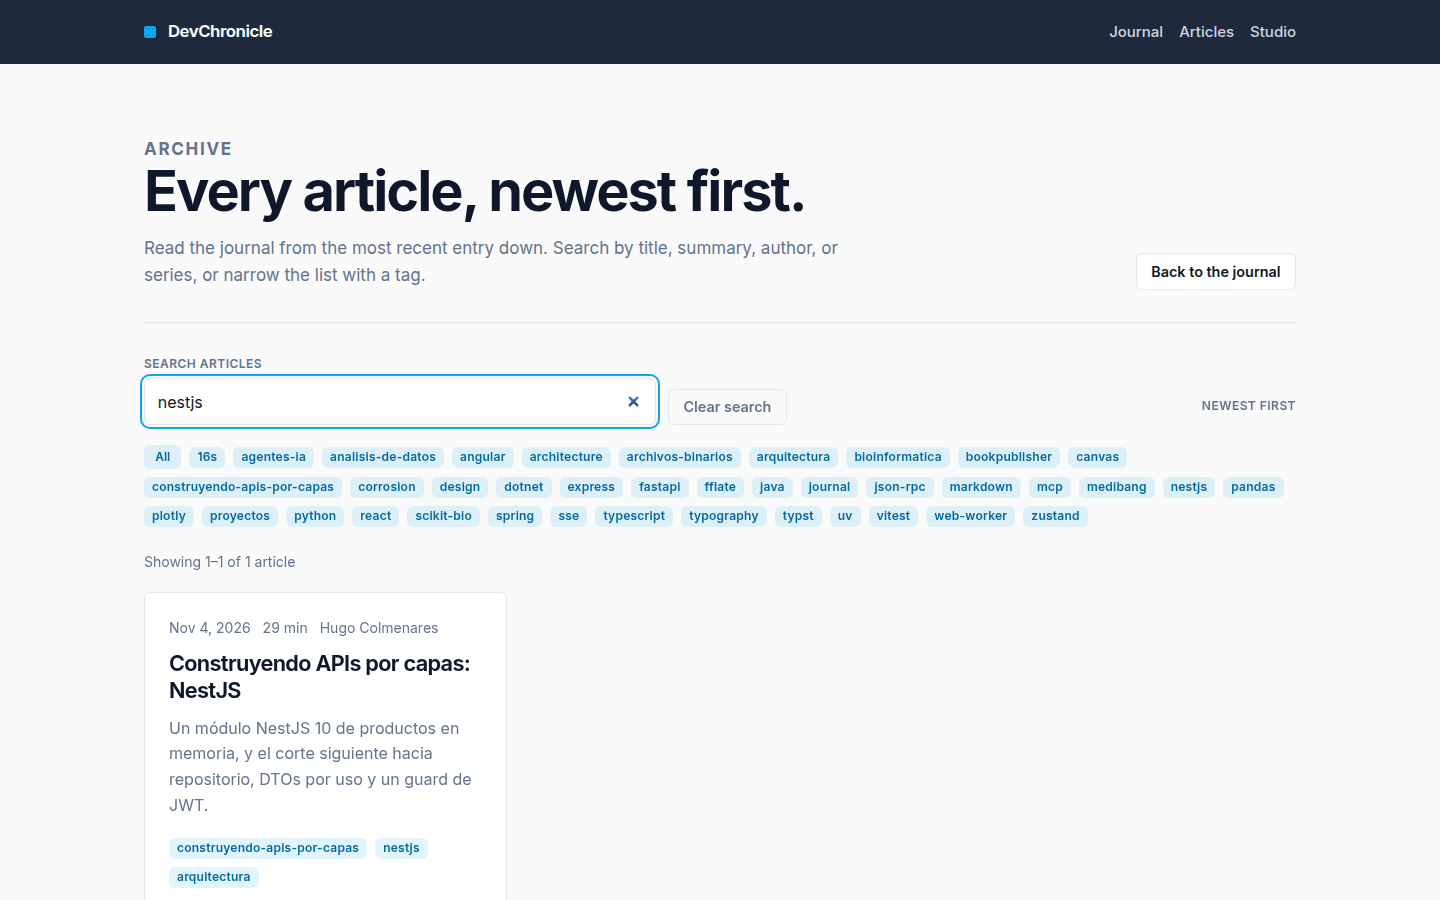 DevChronicle
Journal Articles Studio
ARCHIVE
Every article, newest first.
Read the journal from the most recent entry down. Search by title, summary, author, or
series, or narrow the list with a tag.
Back to the journal
SEARCH ARTICLES
nestjs
Clear search
NEWEST FIRST
All 16s agentes-ia analisis-de-datos angular architecture archivos-binarios arquitectura bioinformatica bookpublisher canvas
construyendo-apis-por-capas corrosion design dotnet express fastapi fflate java journal json-rpc markdown mcp medibang nestjs pandas
plotly proyectos python react scikit-bio spring sse typescript typography typst uv vitest web-worker zustand
Showing 1–1 of 1 article
Nov 4, 2026 29 min Hugo Colmenares
Construyendo APIs por capas:
NestJS
Un módulo NestJS 10 de productos en
memoria, y el corte siguiente hacia
repositorio, DTOs por uso y un guard de
JWT.
construyendo-apis-por-capas nestjs
arquitectura